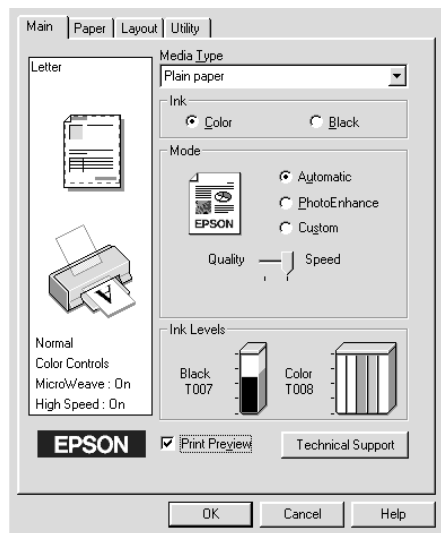 Main Paper Layout Utility
Letter
Media Type
Plain paper
Ink
Color Black
Mode
EPSON
Automatic
PhotoEnhance
Custom
Quality Speed
A
Normal
Color Controls
MicroWeave : On
High Speed : On
Ink Levels
Black
T007
Color
T008
EPSON
Print Preview
Technical Support
OK Cancel Help